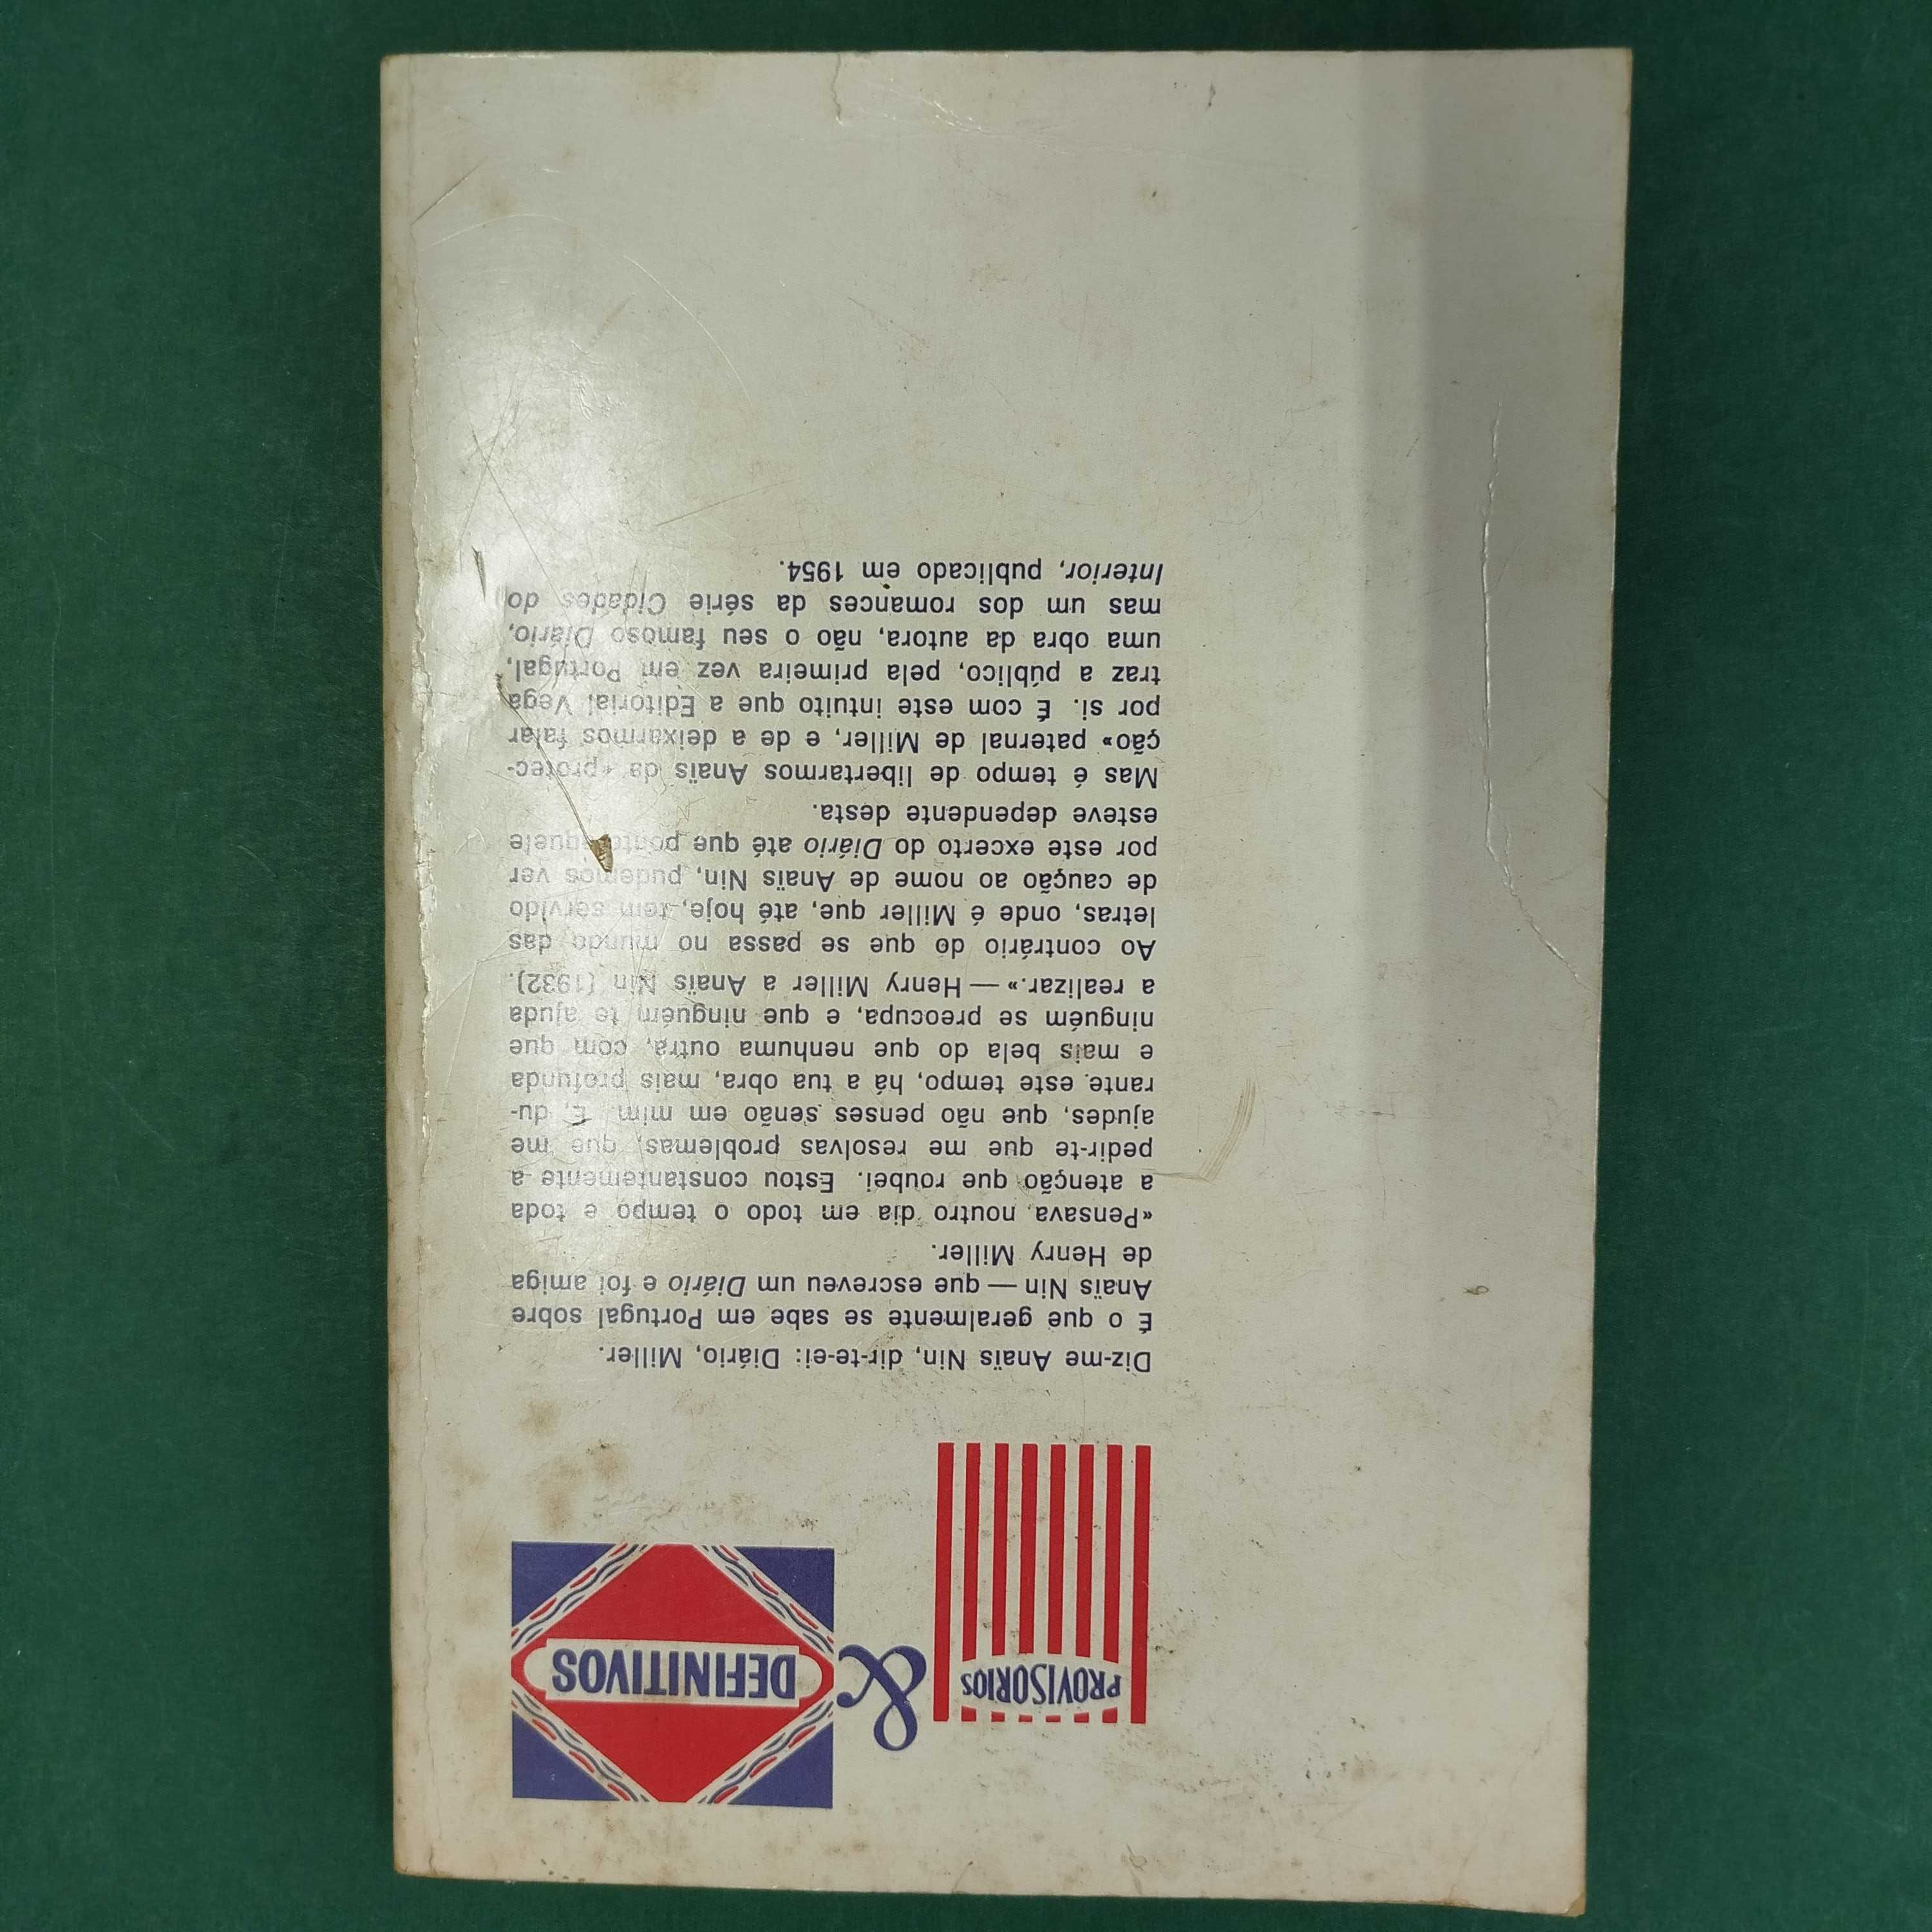 PROVISORIOS
&
DEFINITIVOS
Diz-me Anaïs Nin, dir-te-ei: Diário, Miller.
É o que geralmente se sabe em Portugal sobre
Anaïs Nin — que escreveu um Diário e foi amiga
de Henry Miller.
«Pensava noutro dia em todo o tempo e toda
a atenção que roubei. Estou constantemente a
pedir-te que me resolvas problemas, que me
ajudes, que não penses senão em mim. E, du-
rante este tempo, há a tua obra, mais profunda
e mais bela do que nenhuma outra, com que
ninguém se preocupa, e que ninguém te ajuda
a realizar.» — Henry Miller a Anaïs Nin (1932).
Ao contrário do que se passa no mundo das
letras, onde é Miller que, até hoje, tem servido
de caução ao nome de Anaïs Nin, pudemos ver
por este excerto do Diário até que ponto aquele
esteve dependente desta.
Mas é tempo de libertarmos Anaïs da «protec-
ção» paternal de Miller, e de a deixarmos falar
por si. É com este intuito que a Editorial Vega
traz a público, pela primeira vez em Portugal,
uma obra da autora, não o seu famoso Diário,
mas um dos romances da série Cidades do
Interior, publicado em 1954.